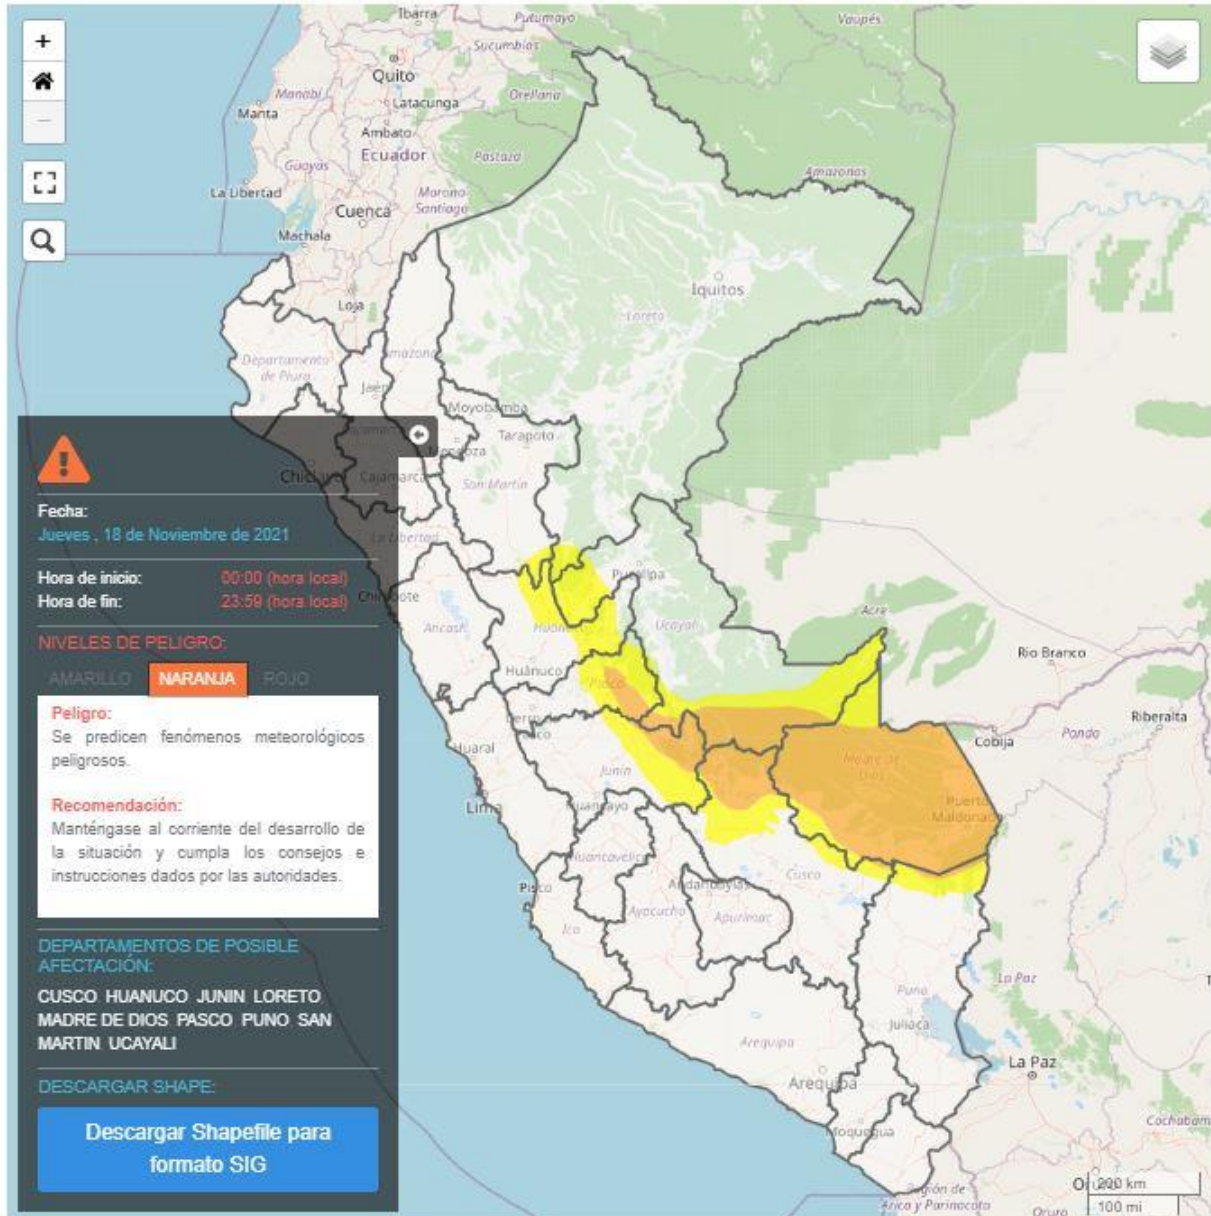 Ibarra
Putumayo
Vaupés
Sucumbíos
Quito
Orellana
Manabí
Latacunga
Manta
Ambato
Ecuador
Pastaza
Guayas
Amazonas
La Libertad
Morona
Santiago
Cuenca
Machala
Iquitos
Loja
Loreto
Departamento
de Piura
Jaén
Moyobamba
Tarapoto
Cajamarca
San Martín
La Libertad
Fecha:
Jueves , 18 de Noviembre de 2021
Hora de inicio: 00:00 (hora local)
Hora de fin: 23:59 (hora local)
NIVELES DE PELIGRO:
AMARILLO NARANJA ROJO
Peligro:
Se predicen fenómenos meteorológicos
peligrosos.
Recomendación:
Manténgase al corriente del desarrollo de
la situación y cumpla los consejos e
instrucciones dados por las autoridades.
DEPARTAMENTOS DE POSIBLE
AFECTACIÓN:
CUSCO HUANUCO JUNIN LORETO
MADRE DE DIOS PASCO PUNO SAN
MARTIN UCAYALI
DESCARGAR SHAPE:
Descargar Shapefile para
formato SIG
Pucallpa
Acre
Ancash
Ucayali
Río Branco
Huánuco
Pasco
Riberalta
Pando
Cobija
Huaral
Junín
Madre de
Dios
Lima
Huancayo
Puerto
Maldonado
Huancavelica
Pisco
Andahuaylas
Cusco
Ayacucho
Apurímac
Ica
La Paz
Puno
Juliaca
Arequipa
La Paz
Arequipa
Moquegua
Región de
Arica y Parinacota
Oruro
200 km
100 mi